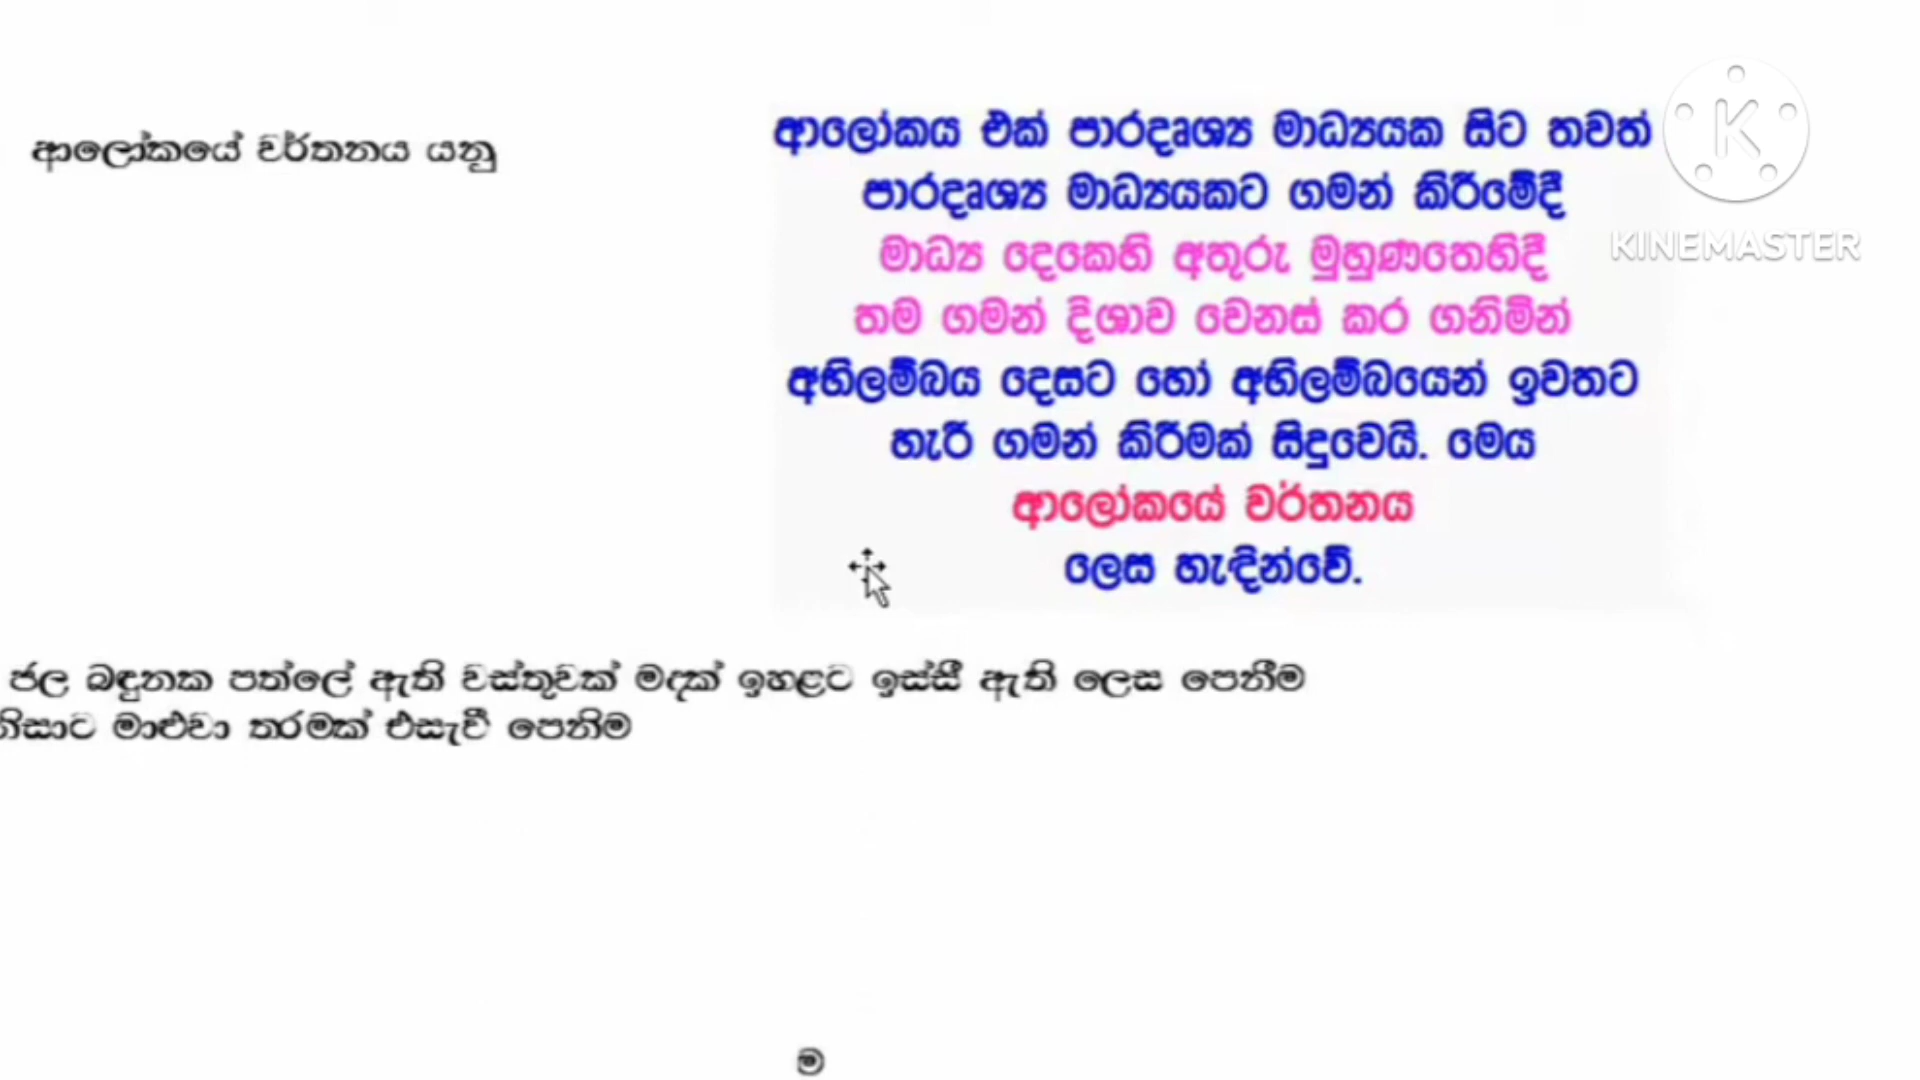 ආලෝකයේ වර්තනය යනු
ආලෝකය එක් පාරදෘශ්‍ය මාධ්‍යයක සිට තවත්
පාරදෘශ්‍ය මාධ්‍යයකට ගමන් කිරීමේදී
මාධ්‍ය දෙකෙහි අතුරු මුහුණතෙහිදී
තම ගමන් දිශාව වෙනස් කර ගනිමින්
අභිලම්බය දෙසට හෝ අභිලම්බයෙන් ඉවතට
හැරී ගමන් කිරීමක් සිදුවෙයි. මෙය
ආලෝකයේ වර්තනය
ලෙස හැඳින්වේ.
KINEMASTER
ජල බඳුනක පත්ලේ ඇති වස්තුවක් මදක් ඉහළට ඉස්සී ඇති ලෙස පෙනීම
මාළුවා තරමක් එසැවී පෙනිම
ම